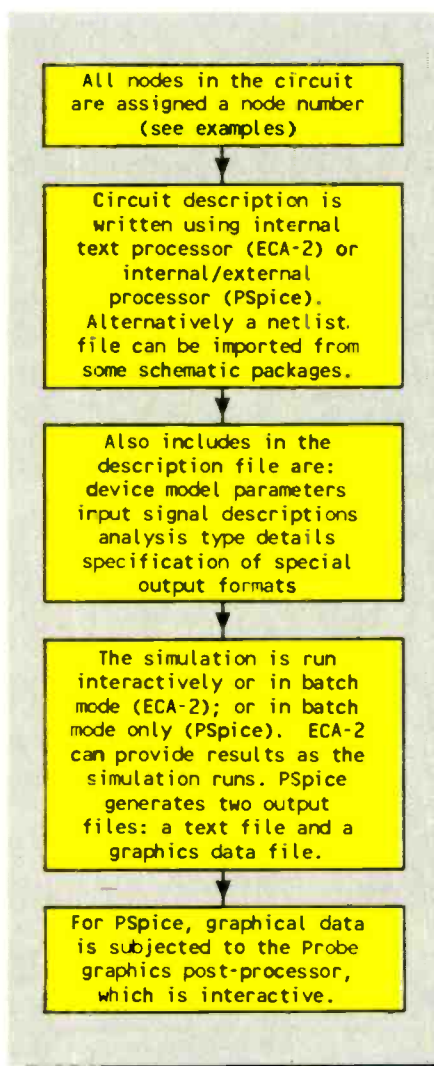 All nodes in the circuit
are assigned a node number
(see examples)
Circuit description is
written using internal
text processor (ECA-2) or
internal/external
processor (PSpice).
Alternatively a netlist.
file can be imported from
some schematic packages.
Also includes in the
description file are:
device model parameters
input signal descriptions
analysis type details
specification of special
output formats
The simulation is run
interactively or in batch
mode (ECA-2); or in batch
mode only (PSpice). ECA-2
can provide results as the
simulation runs. PSpice
generates two output
files: a text file and a
graphics data file.
For PSpice, graphical data
is subjected to the Probe
graphics post-processor,
which is interactive.